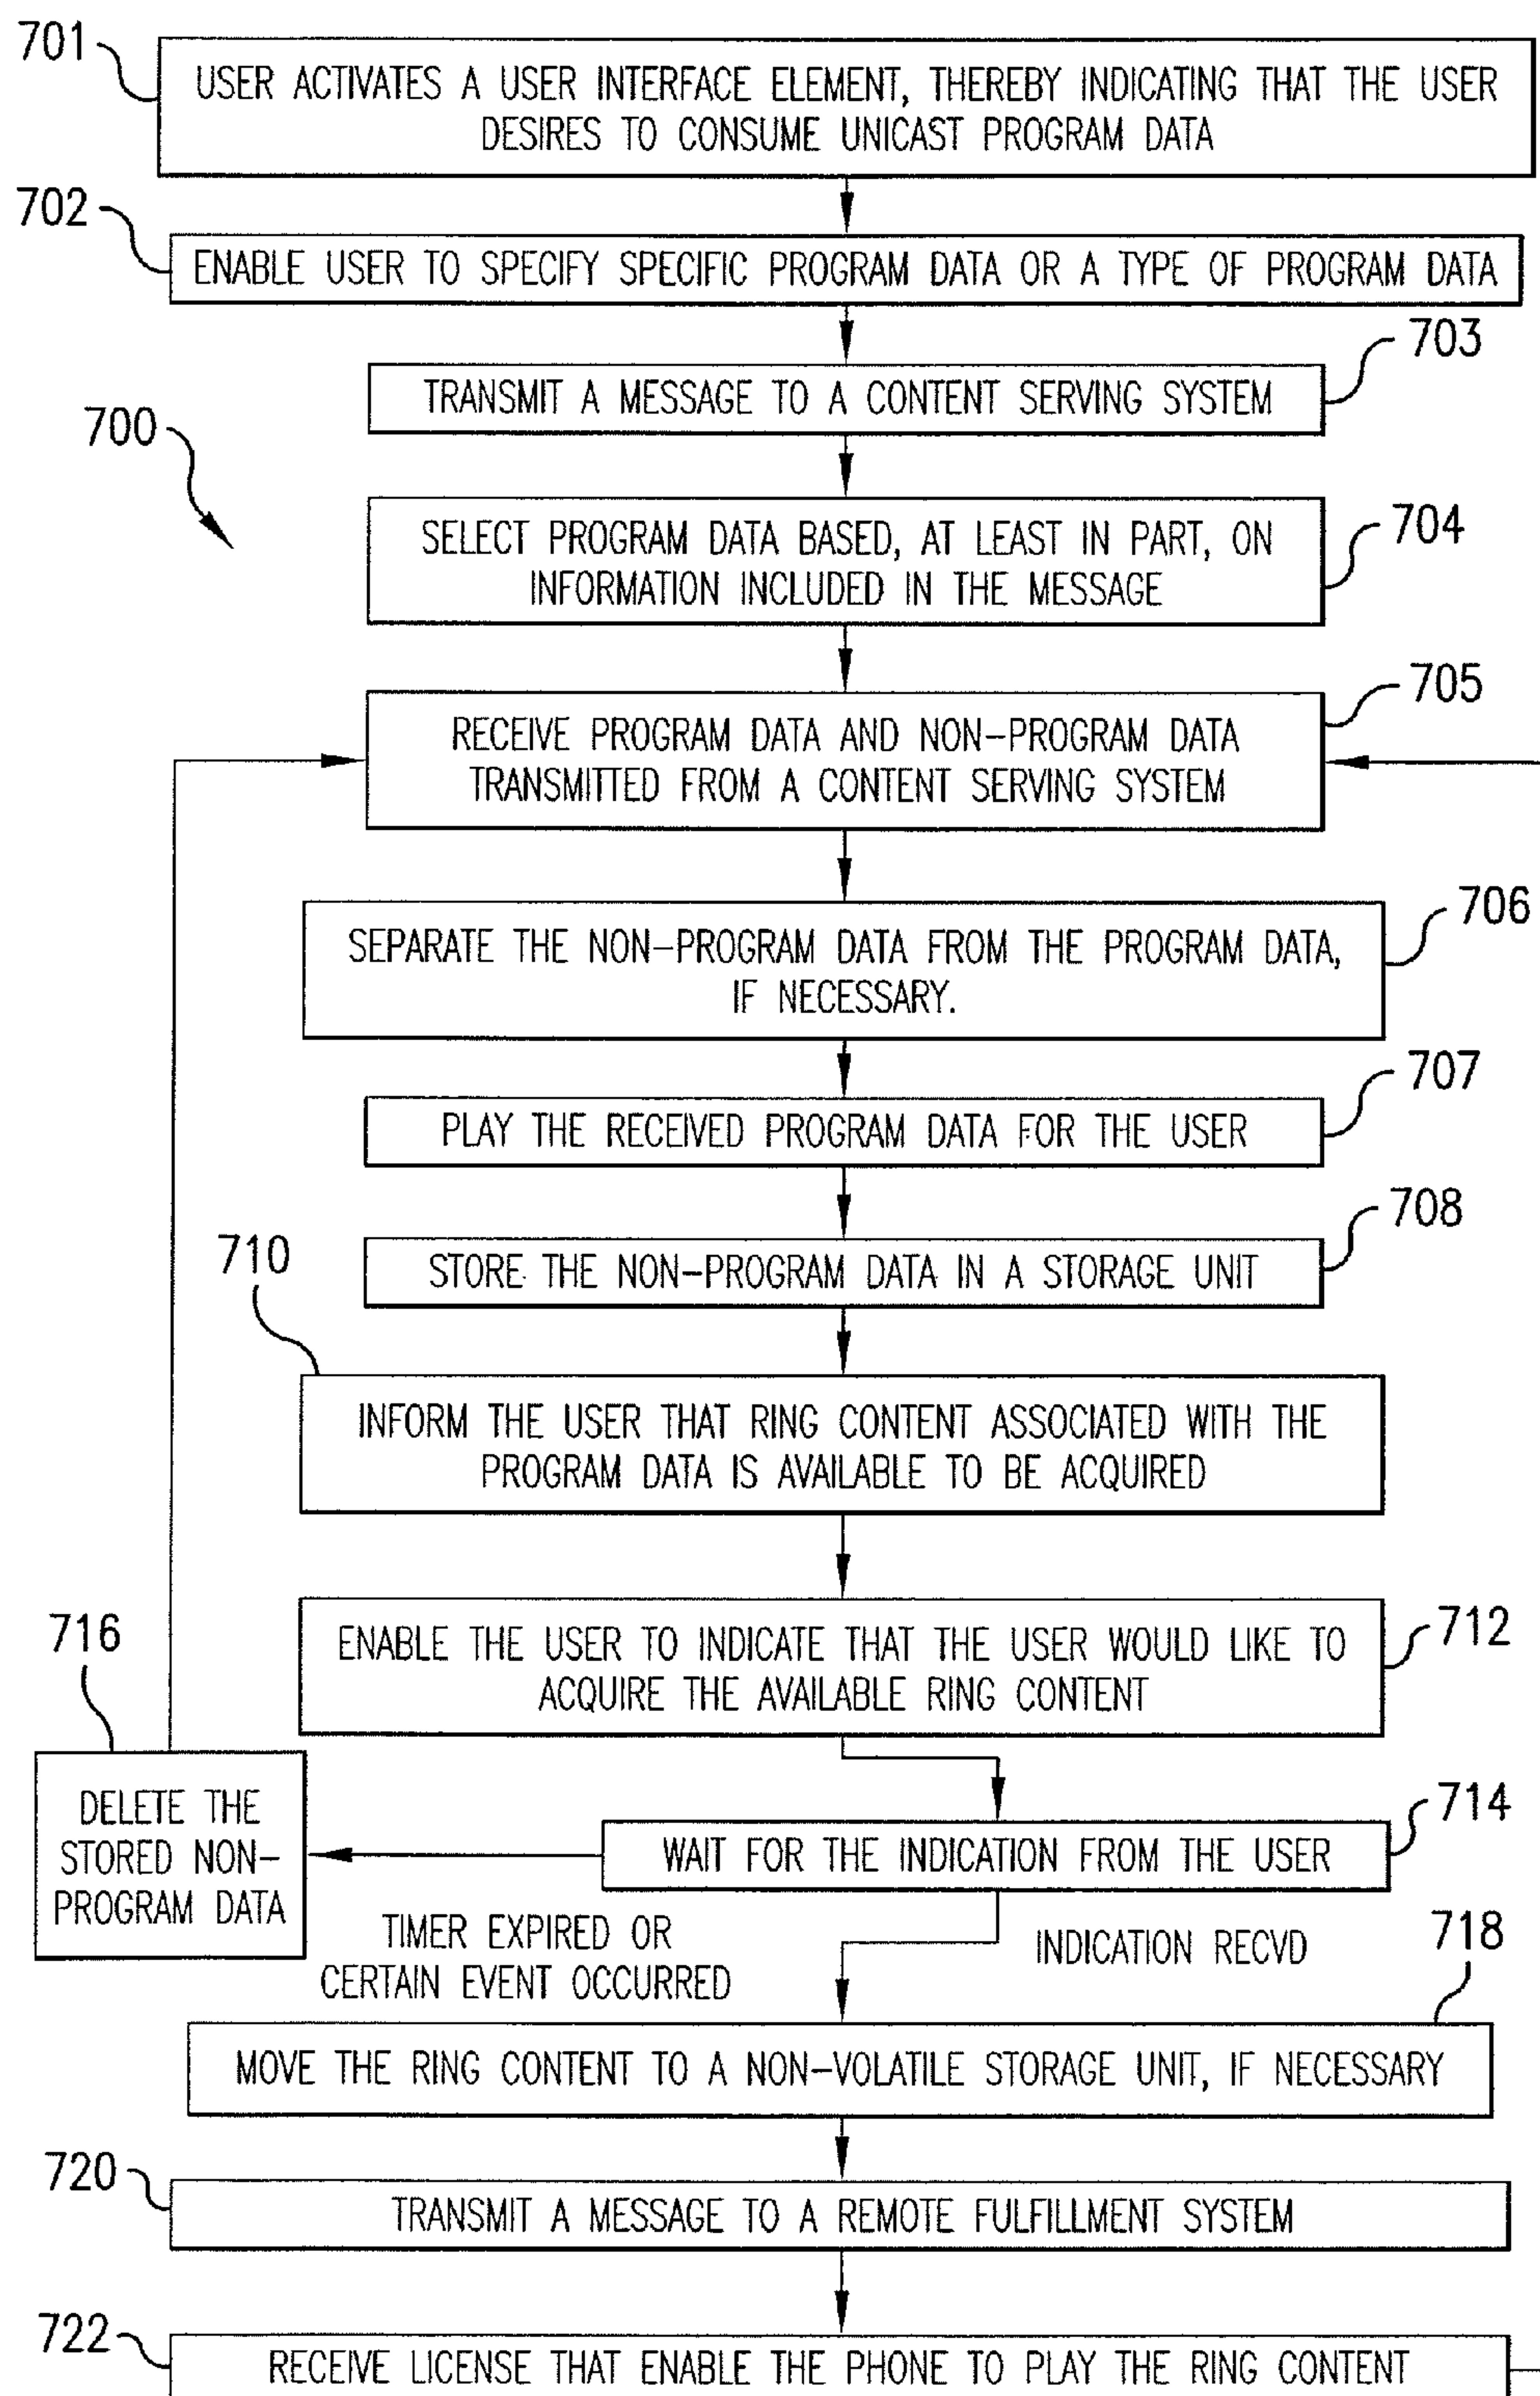 701
USER ACTIVATES A USER INTERFACE ELEMENT, THEREBY INDICATING THAT THE USER
DESIRES TO CONSUME UNICAST PROGRAM DATA
702
ENABLE USER TO SPECIFY SPECIFIC PROGRAM DATA OR A TYPE OF PROGRAM DATA
703
TRANSMIT A MESSAGE TO A CONTENT SERVING SYSTEM
700
704
SELECT PROGRAM DATA BASED, AT LEAST IN PART, ON
INFORMATION INCLUDED IN THE MESSAGE
705
RECEIVE PROGRAM DATA AND NON-PROGRAM DATA
TRANSMITTED FROM A CONTENT SERVING SYSTEM
706
SEPARATE THE NON-PROGRAM DATA FROM THE PROGRAM DATA,
IF NECESSARY.
707
PLAY THE RECEIVED PROGRAM DATA FOR THE USER
708
STORE THE NON-PROGRAM DATA IN A STORAGE UNIT
710
INFORM THE USER THAT RING CONTENT ASSOCIATED WITH THE
PROGRAM DATA IS AVAILABLE TO BE ACQUIRED
712
ENABLE THE USER TO INDICATE THAT THE USER WOULD LIKE TO
ACQUIRE THE AVAILABLE RING CONTENT
716
DELETE THE
STORED NON-
PROGRAM DATA
714
WAIT FOR THE INDICATION FROM THE USER
TIMER EXPIRED OR
CERTAIN EVENT OCCURRED
INDICATION RECVD
718
MOVE THE RING CONTENT TO A NON-VOLATILE STORAGE UNIT, IF NECESSARY
720
TRANSMIT A MESSAGE TO A REMOTE FULFILLMENT SYSTEM
722
RECEIVE LICENSE THAT ENABLE THE PHONE TO PLAY THE RING CONTENT